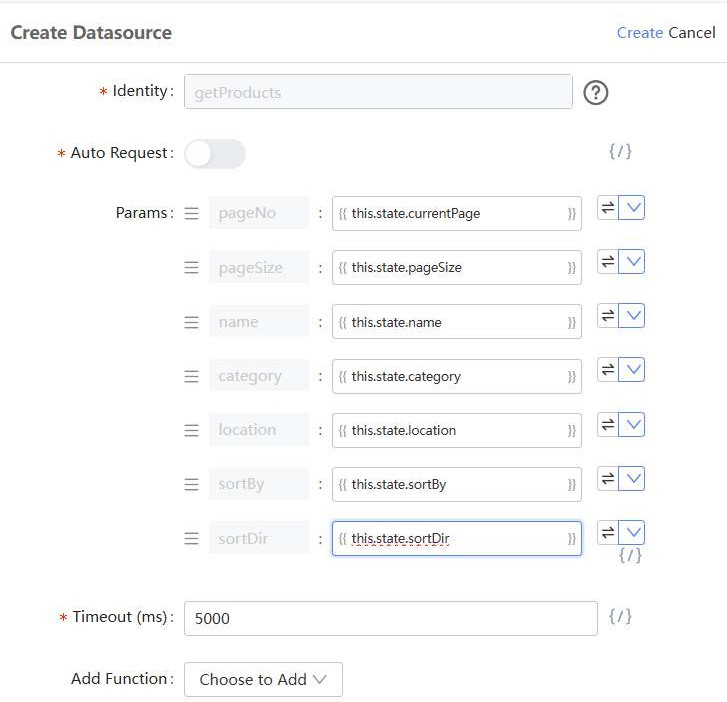 Create Datasource Create Cancel
* Identity: getProducts ?
* Auto Request: {/}
Params: pageNo : {{ this.state.currentPage }}
pageSize : {{ this.state.pageSize }}
name : {{ this.state.name }}
category : {{ this.state.category }}
location : {{ this.state.location }}
sortBy : {{ this.state.sortBy }}
sortDir : {{ this.state.sortDir }}
{/}
* Timeout (ms): 5000 {/}
Add Function: Choose to Add